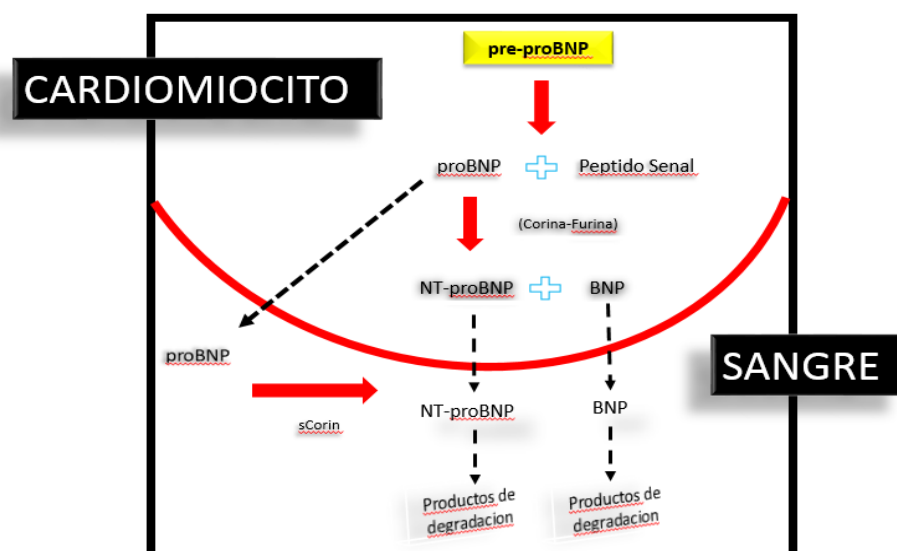 CARDIOMIOCITO
pre-proBNP
proBNP
Peptido Senal
(Corina-Furina)
NT-proBNP
BNP
proBNP
SANGRE
sCorin
NT-proBNP
BNP
Productos de
degradacion
Productos de
degradacion